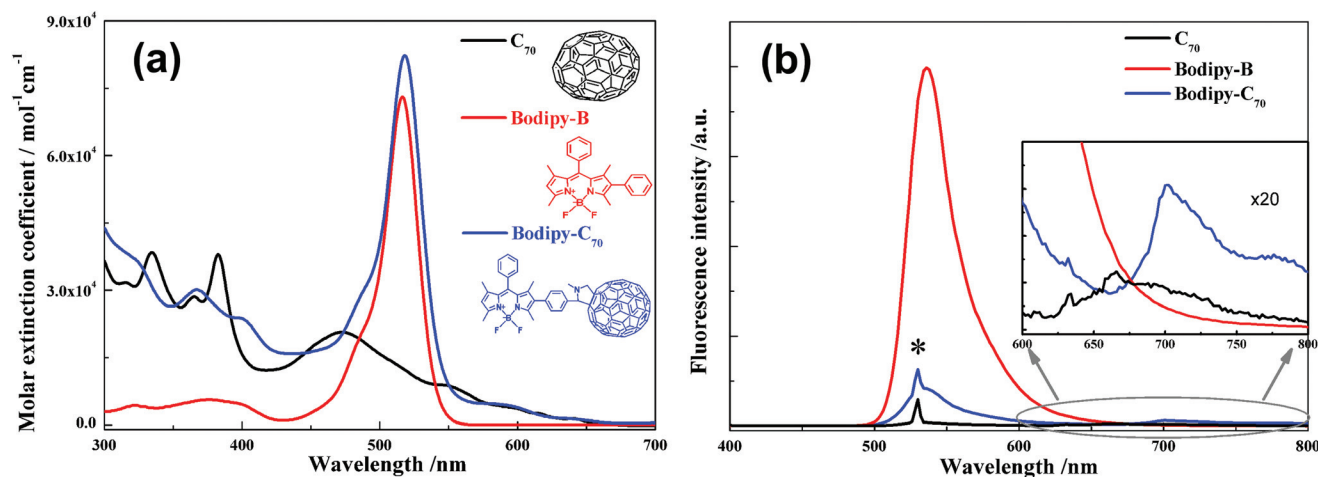 (a)
9.0x10⁴
6.0x10⁴
3.0x10⁴
0.0
Molar extinction coefficient / mol⁻¹cm⁻¹
300 400 500 600 700
Wavelength /nm
C₇₀
Bodipy-B
N⁺ N
B
F F
Bodipy-C₇₀
N
N⁺ N
B
F F
(b)
Fluorescence intensity /a.u.
400 500 600 700 800
Wavelength /nm
C₇₀
Bodipy-B
Bodipy-C₇₀
*
x20
600 650 700 750 800